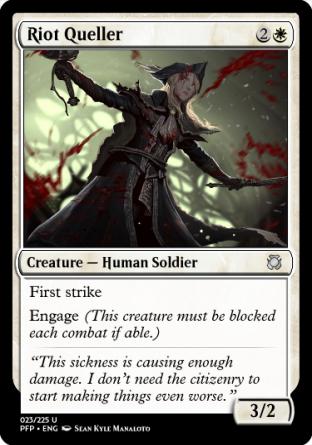 Riot Queller 2
Creature — Human Soldier
First strike
Engage (This creature must be blocked
each combat if able.)
“This sickness is causing enough
damage. I don’t need the citizenry to
start making things even worse.”
3/2
023/225 U
PFP • ENG Sean Kyle Manaloto